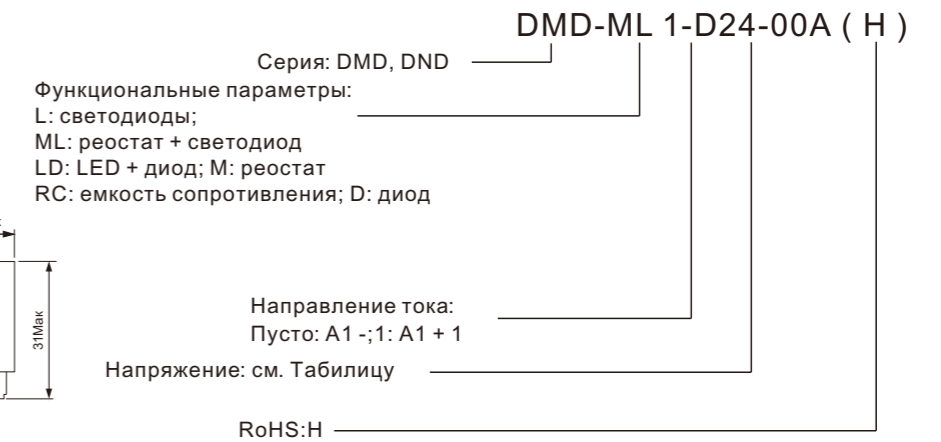 DMD-ML 1-D24-00A ( H )
Серия: DMD, DND
Функциональные параметры:
L: светодиоды;
ML: реостат + светодиод
LD: LED + диод; M: реостат
RC: емкость сопротивления; D: диод
31Мак
Направление тока:
Пусто: A1 -;1: A1 + 1
Напряжение: см. Табилицу
RoHS:H